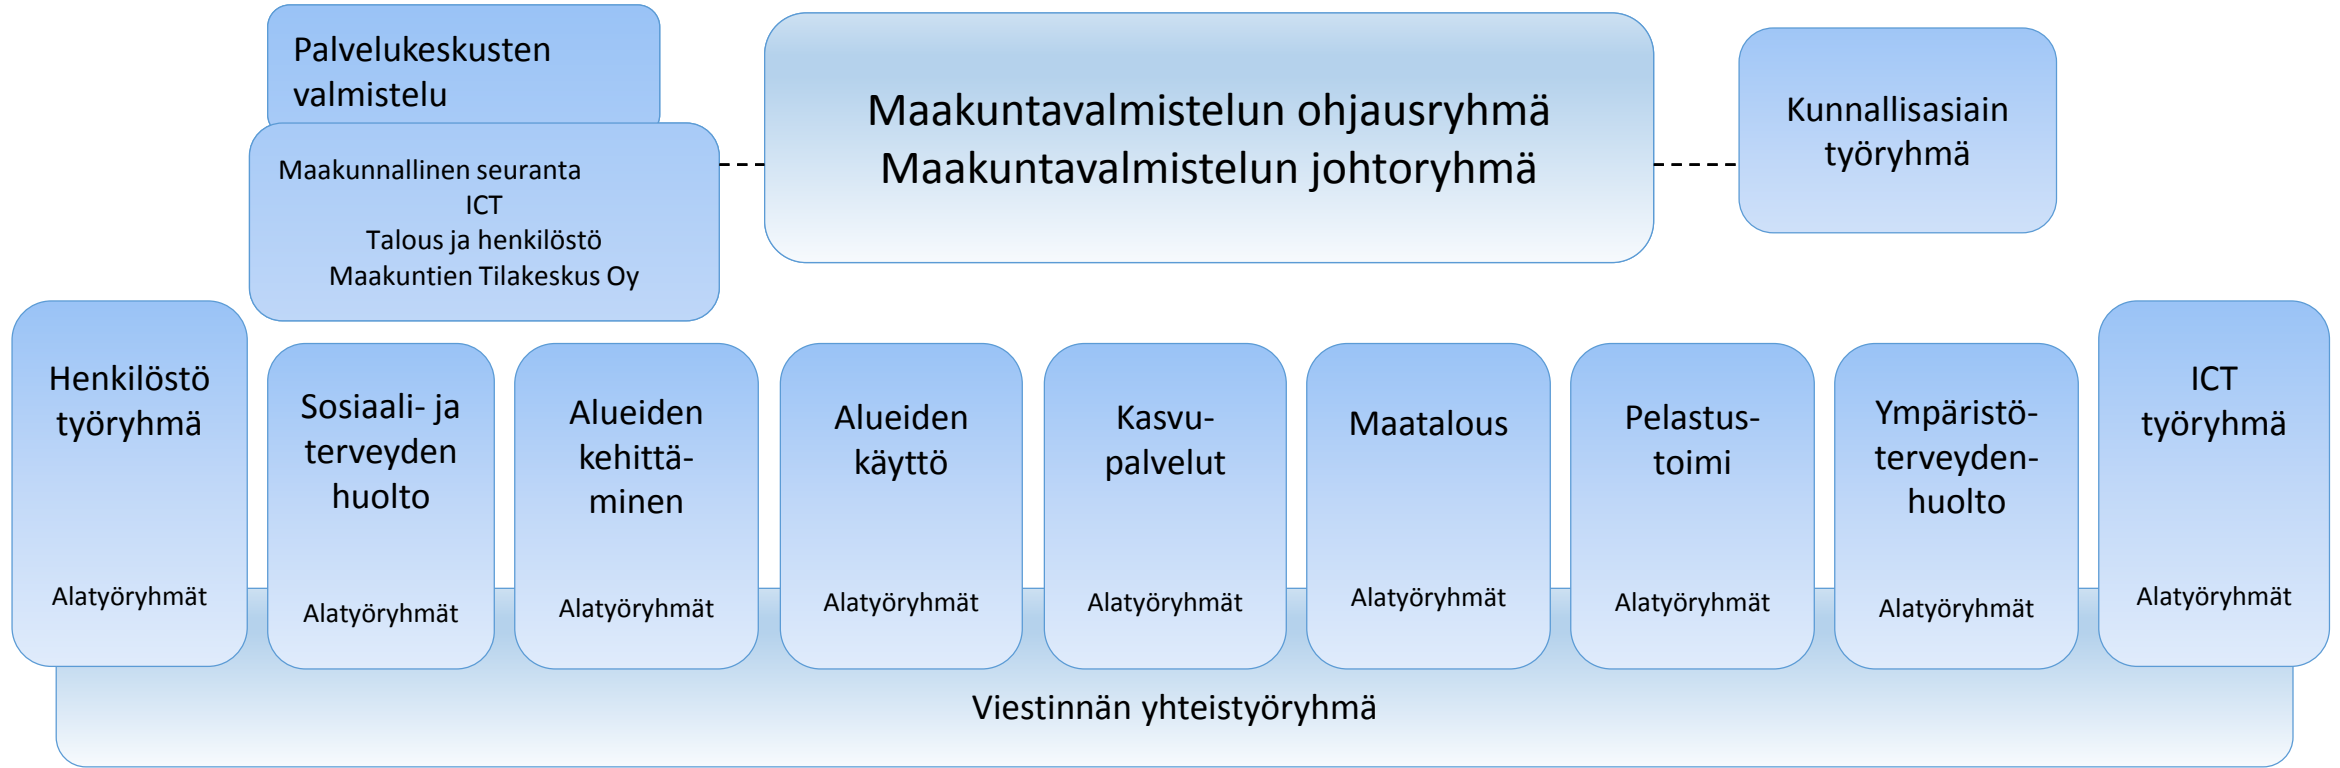 Palvelukeskusten
valmistelu
Maakunnallinen seuranta
ICT
Talous ja henkilöstö
Maakuntien Tilakeskus Oy
Maakuntavalmistelun ohjausryhmä
Maakuntavalmistelun johtoryhmä
Kunnallisasiain
työryhmä
Henkilöstö
työryhmä
Alatyöryhmät
Sosiaali- ja
terveyden
huolto
Alatyöryhmät
Alueiden
kehittä-
minen
Alatyöryhmät
Alueiden
käyttö
Alatyöryhmät
Kasvu-
palvelut
Alatyöryhmät
Maatalous
Alatyöryhmät
Pelastus-
toimi
Alatyöryhmät
Ympäristö-
terveyden-
huolto
Alatyöryhmät
ICT
työryhmä
Alatyöryhmät
Viestinnän yhteistyöryhmä